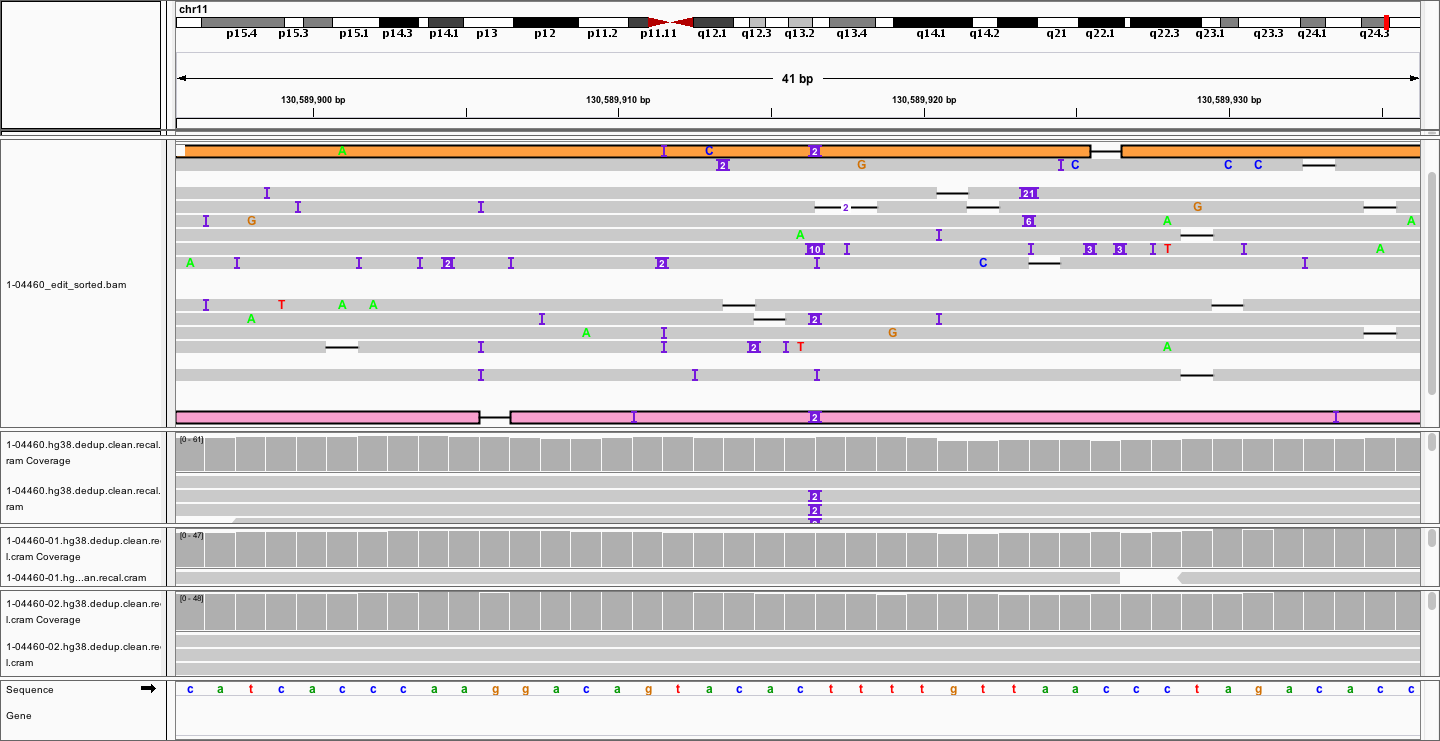 chr11
p15.4 p15.3 p15.1 p14.3 p14.1 p13 p12 p11.2 p11.11 q12.1 q12.3 q13.2 q13.4 q14.1 q14.2 q21 q22.1 q22.3 q23.1 q23.3 q24.1 q24.3
41 bp
130,589,900 bp 130,589,910 bp 130,589,920 bp 130,589,930 bp
A I C 2
2 G I C C C
I 21
I I 2 G
I G 6 A A
A I
10 I I 3 3 I T I A
A I I I 2 I 2 I C I
1-04460_edit_sorted.bam
I T A A
A I 2 I
A I G
I I 2 I T A
I I I
I 2 I
1-04460.hg38.dedup.clean.recal.
ram Coverage
[0 - 61]
1-04460.hg38.dedup.clean.recal.
ram
2
2
1-04460-01.hg38.dedup.clean.re
l.cram Coverage
[0 - 47]
1-04460-01.hg...an.recal.cram
1-04460-02.hg38.dedup.clean.re
l.cram Coverage
[0 - 48]
1-04460-02.hg38.dedup.clean.re
l.cram
Sequence c a t c a c c c a a g g a c a g t a c a c t t t t g t t a a c c c t a g a c a c c
Gene